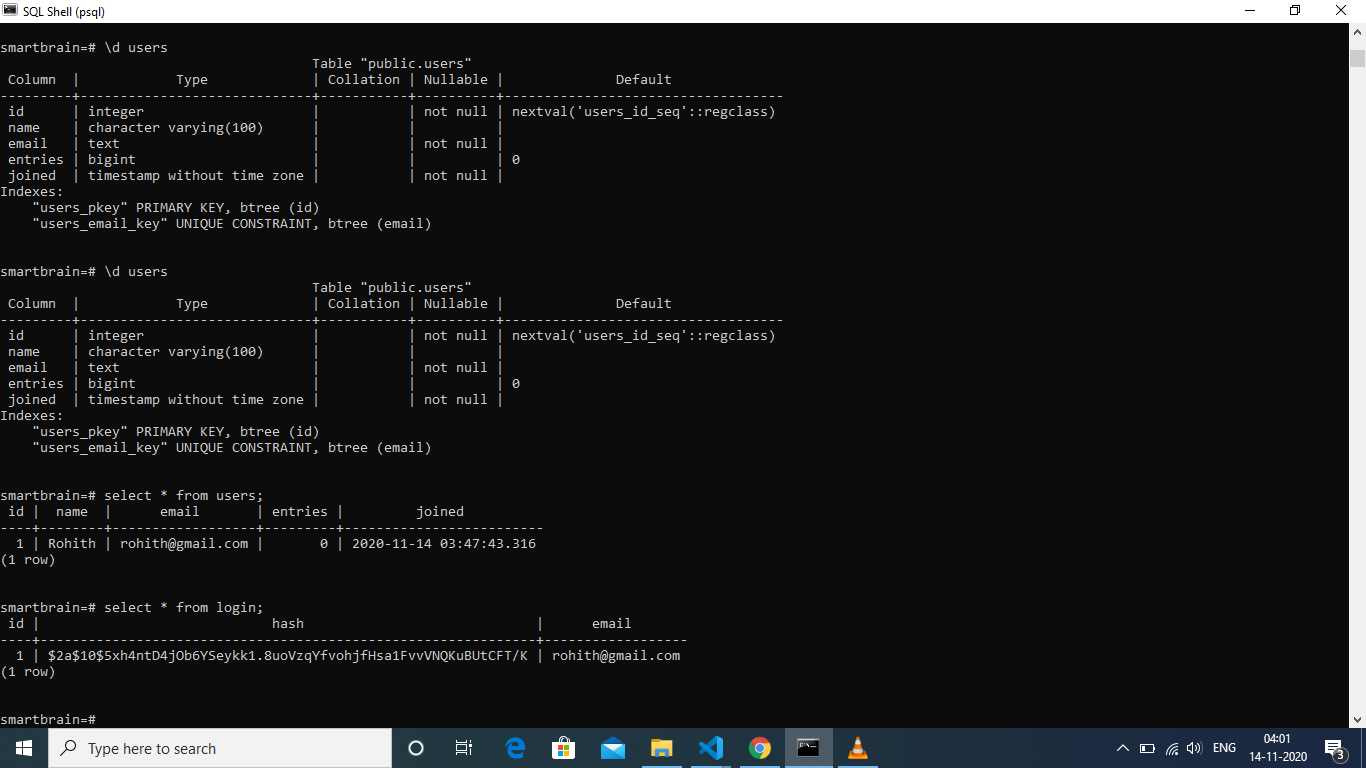 SQL Shell (psql)
smartbrain=# \d users
                                       Table "public.users"
 Column  |            Type             | Collation | Nullable |              Default
---------+-----------------------------+-----------+----------+-----------------------------------
 id      | integer                     |           | not null | nextval('users_id_seq'::regclass)
 name    | character varying(100)      |           |          |
 email   | text                        |           | not null |
 entries | bigint                      |           |          | 0
 joined  | timestamp without time zone |           | not null |
Indexes:
    "users_pkey" PRIMARY KEY, btree (id)
    "users_email_key" UNIQUE CONSTRAINT, btree (email)
smartbrain=# \d users
                                       Table "public.users"
 Column  |            Type             | Collation | Nullable |              Default
---------+-----------------------------+-----------+----------+-----------------------------------
 id      | integer                     |           | not null | nextval('users_id_seq'::regclass)
 name    | character varying(100)      |           |          |
 email   | text                        |           | not null |
 entries | bigint                      |           |          | 0
 joined  | timestamp without time zone |           | not null |
Indexes:
    "users_pkey" PRIMARY KEY, btree (id)
    "users_email_key" UNIQUE CONSTRAINT, btree (email)
smartbrain=# select * from users;
 id |  name  |      email       | entries |         joined
----+--------+------------------+---------+-------------------------
  1 | Rohith | rohith@gmail.com |       0 | 2020-11-14 03:47:43.316
(1 row)
smartbrain=# select * from login;
 id |                             hash                             |      email
----+--------------------------------------------------------------+------------------
  1 | $2a$10$5xh4ntD4jOb6YSeykk1.8uoVzqYfvohjfHsa1FvvVNQKuBUtCFT/K | rohith@gmail.com
(1 row)
smartbrain=#
Type here to search
ENG
04:01
14-11-2020
3